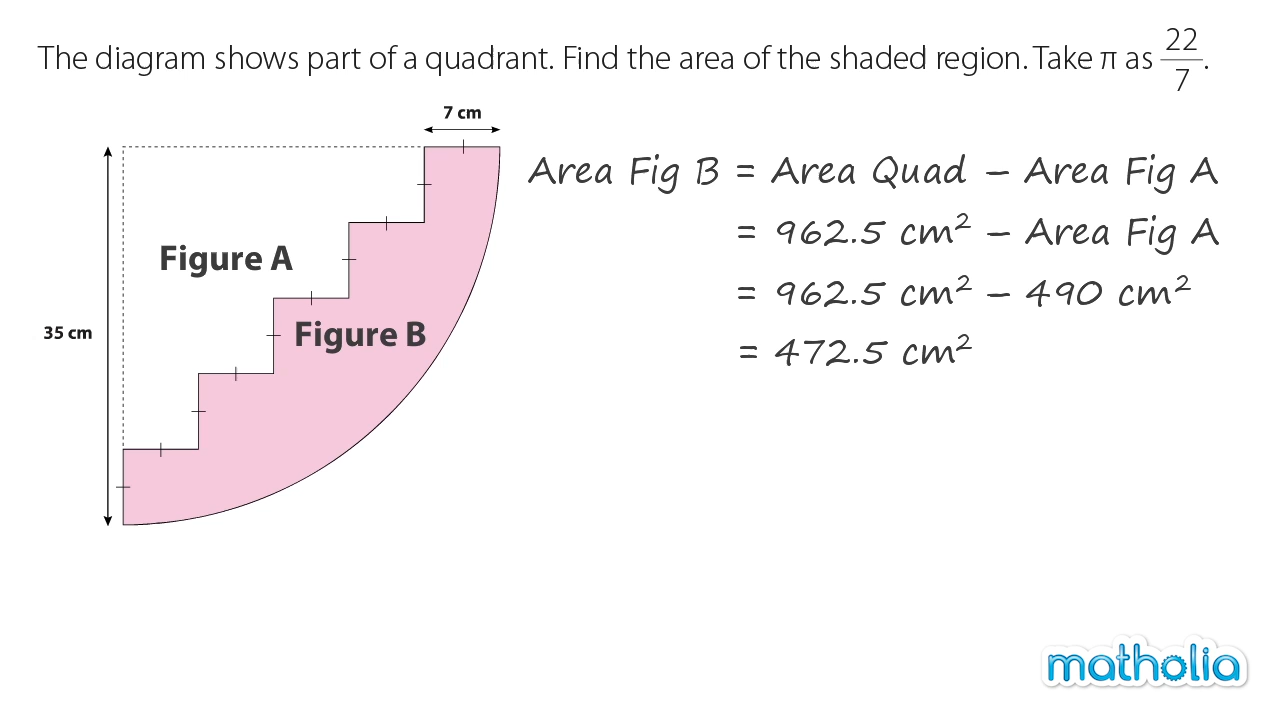 The diagram shows part of a quadrant. Find the area of the shaded region. Take π as 22/7.
7 cm
Area Fig B = Area Quad – Area Fig A
= 962.5 cm² – Area Fig A
Figure A
= 962.5 cm² – 490 cm²
35 cm
Figure B
= 472.5 cm²
matholia